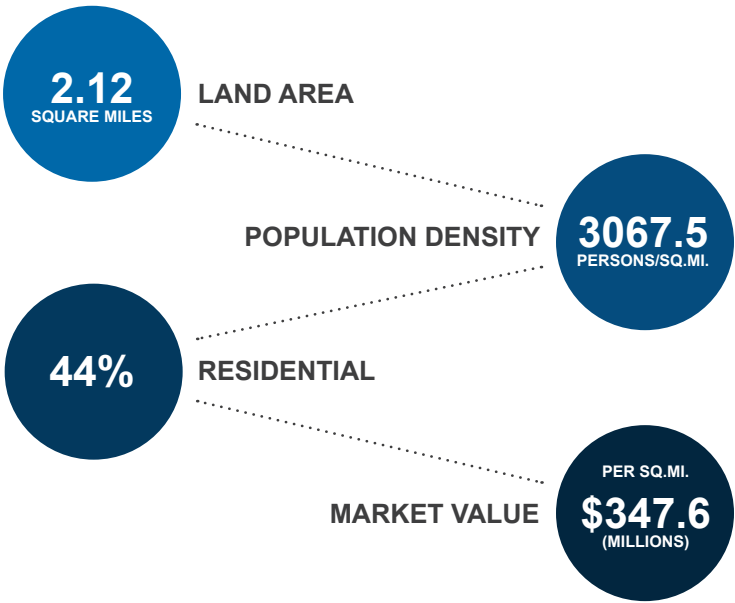 2.12
SQUARE MILES
LAND AREA
POPULATION DENSITY
3067.5
PERSONS/SQ.MI.
44%
RESIDENTIAL
MARKET VALUE
PER SQ.MI.
$347.6
(MILLIONS)